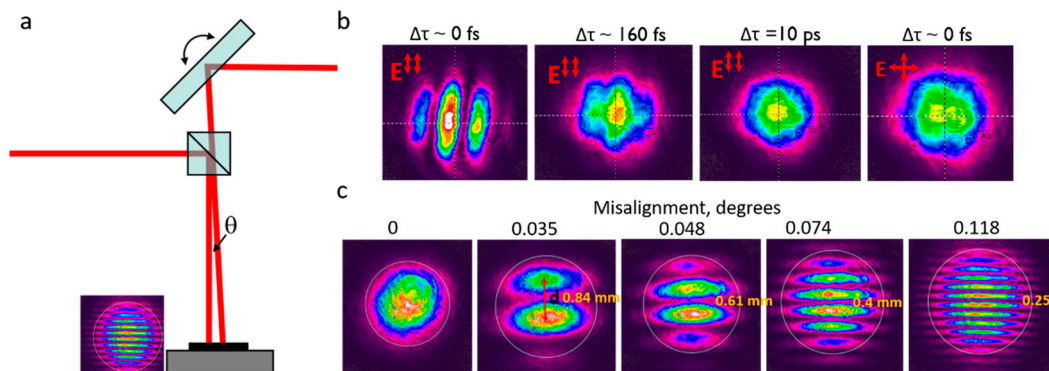 a
θ
b
Δτ ~ 0 fs
Δτ ~ 160 fs
Δτ =10 ps
Δτ ~ 0 fs
E
E
E
E
c
Misalignment, degrees
0
0.035
0.048
0.074
0.118
d 0.84 mm
0.61 mm
0.4 mm
0.25